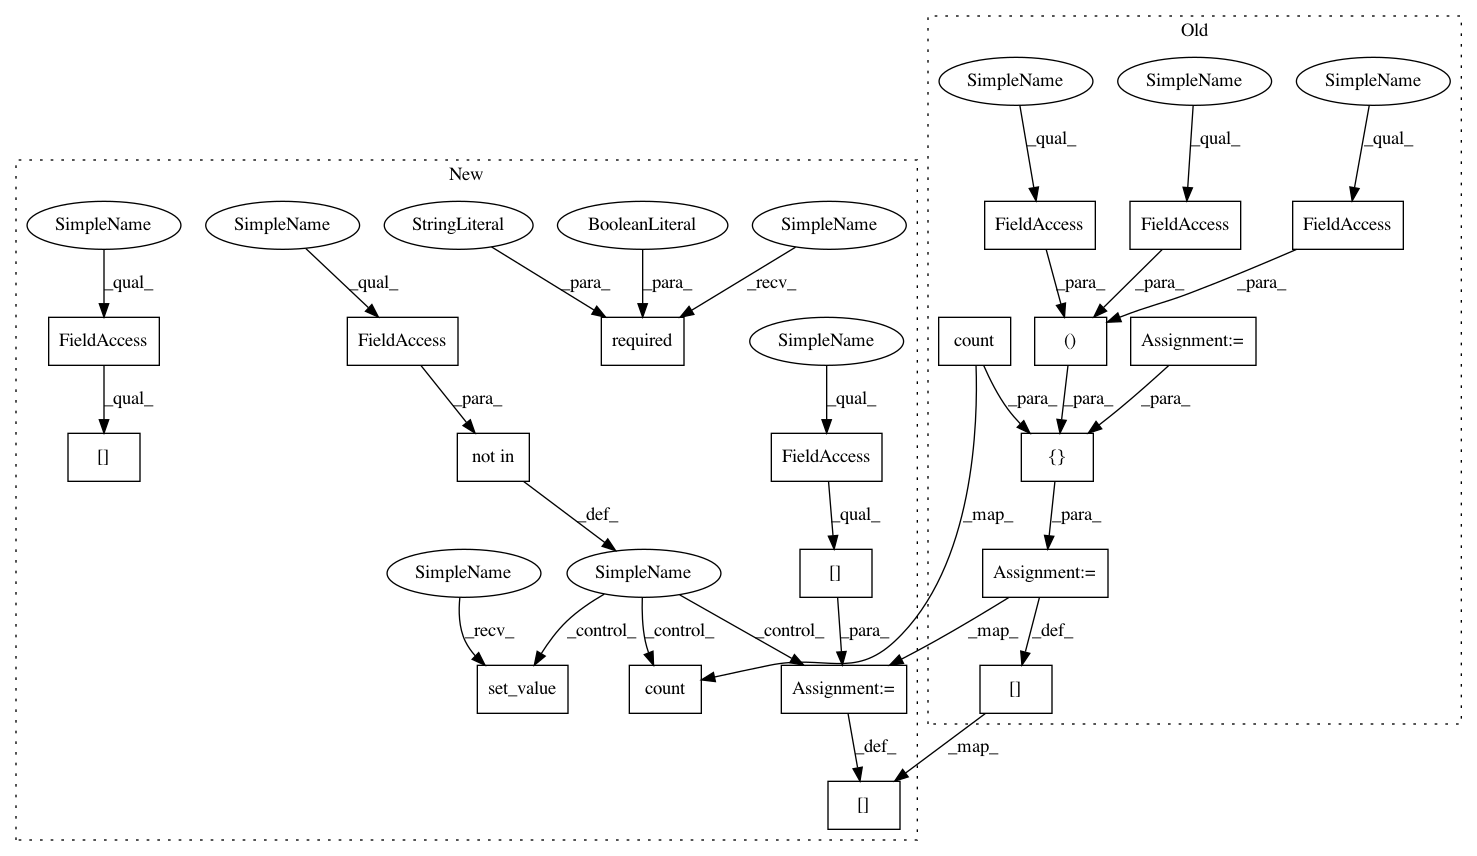 Old
SimpleName SimpleName SimpleName
_qual_ _qual_ _qual_
New
SimpleName SimpleName StringLiteral BooleanLiteral SimpleName FieldAccess FieldAccess FieldAccess
_qual_ _qual_ _para_ _para_ _recv_ _para_ _para_ _para_
FieldAccess FieldAccess required SimpleName count () Assignment:=
_qual_ _para_ _qual_ _para_ _para_ _para_
[] not in FieldAccess {}
_def_ _qual_ _map_ _para_
SimpleName SimpleName [] Assignment:=
_recv_ _control_ _control_ _control_ _para_ _map_ _def_
set_value count Assignment:= []
_def_ _map_
[]